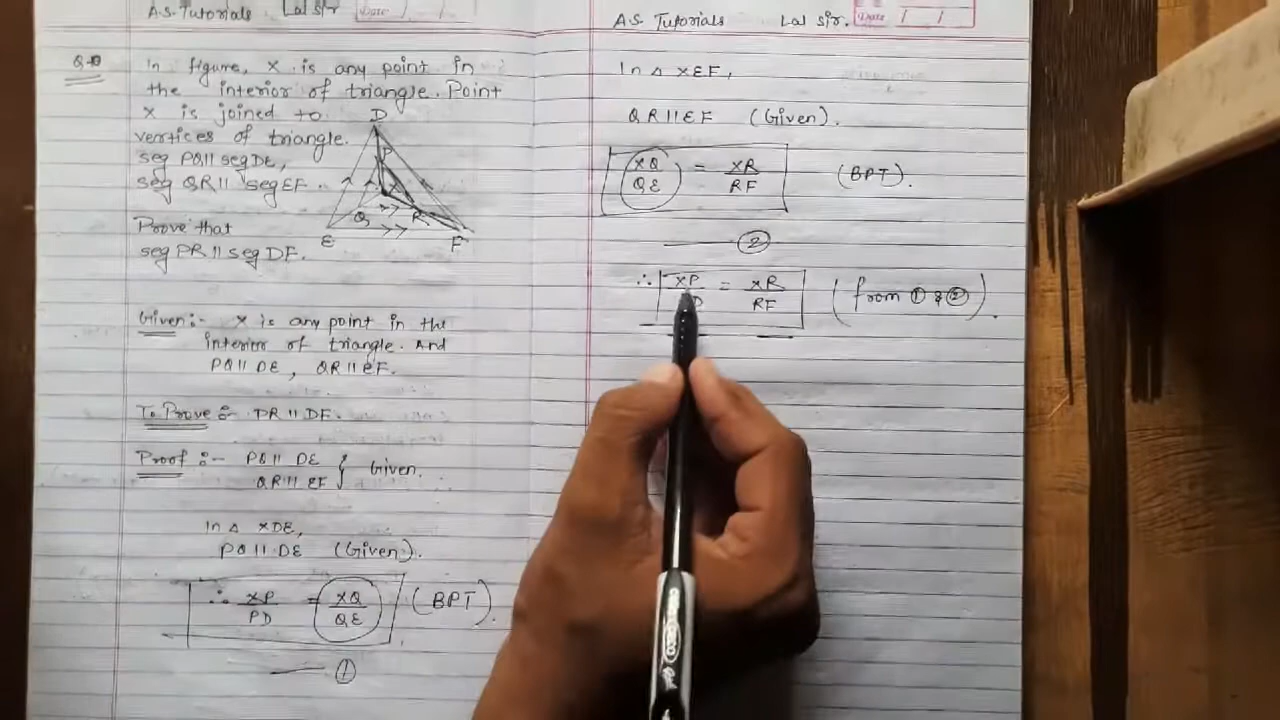 A.S. Tutorials Lal sir
Date / /
Q.10
In figure, X is any point in
the interior of triangle. Point
X is joined to
vertices of triangle.
seg PQ || seg DE,
seg QR || seg EF.
Prove that
seg PR || seg DF.
D
P
X
Q
R
E
F
Given :- X is any point in the
interior of triangle. And
PQ || DE, QR || EF.
To Prove :- PR || DF.
Proof :- PQ || DE
QR || EF } Given.
In △ XDE,
PQ || DE (Given).
∴ XP/PD = XQ/QE (BPT).
①
A.S. Tutorials Lal sir.
Date / /
In △ XEF,
QR || EF (Given).
XQ/QE = XR/RF (BPT).
②
∴ XP/D = XR/RF (from ① & ②).